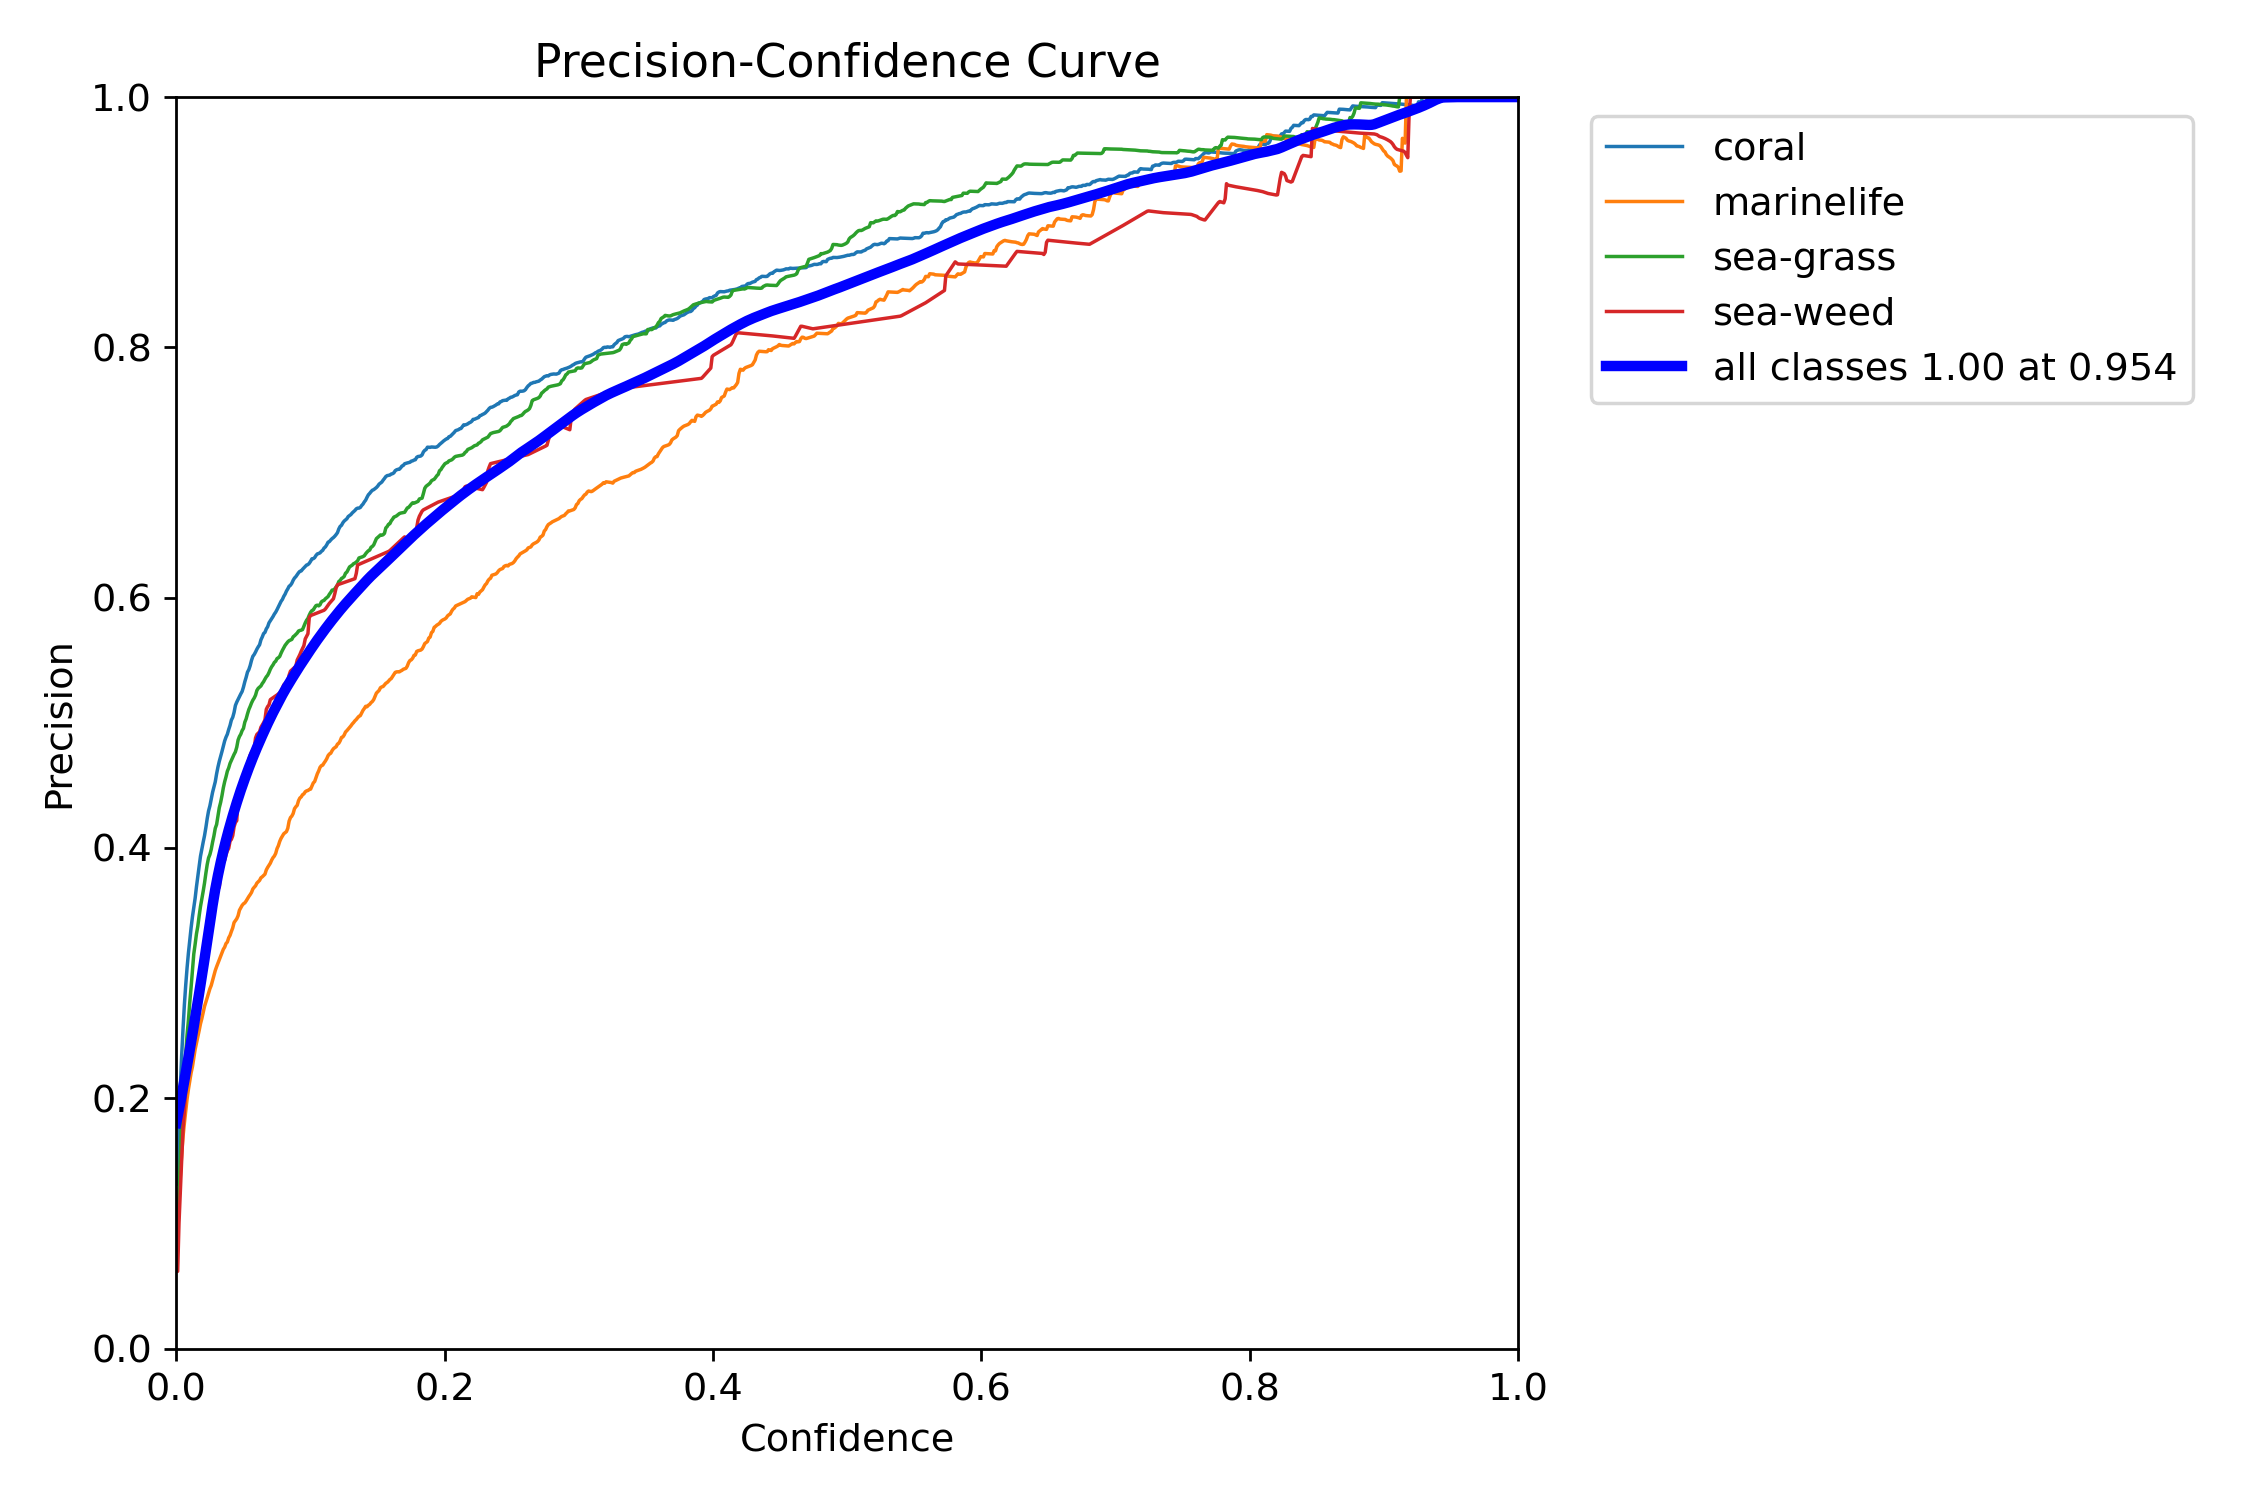 Precision-Confidence Curve
1.0
0.8
0.6
0.4
0.2
0.0
Precision
0.0 0.2 0.4 0.6 0.8 1.0
Confidence
coral
marinelife
sea-grass
sea-weed
all classes 1.00 at 0.954